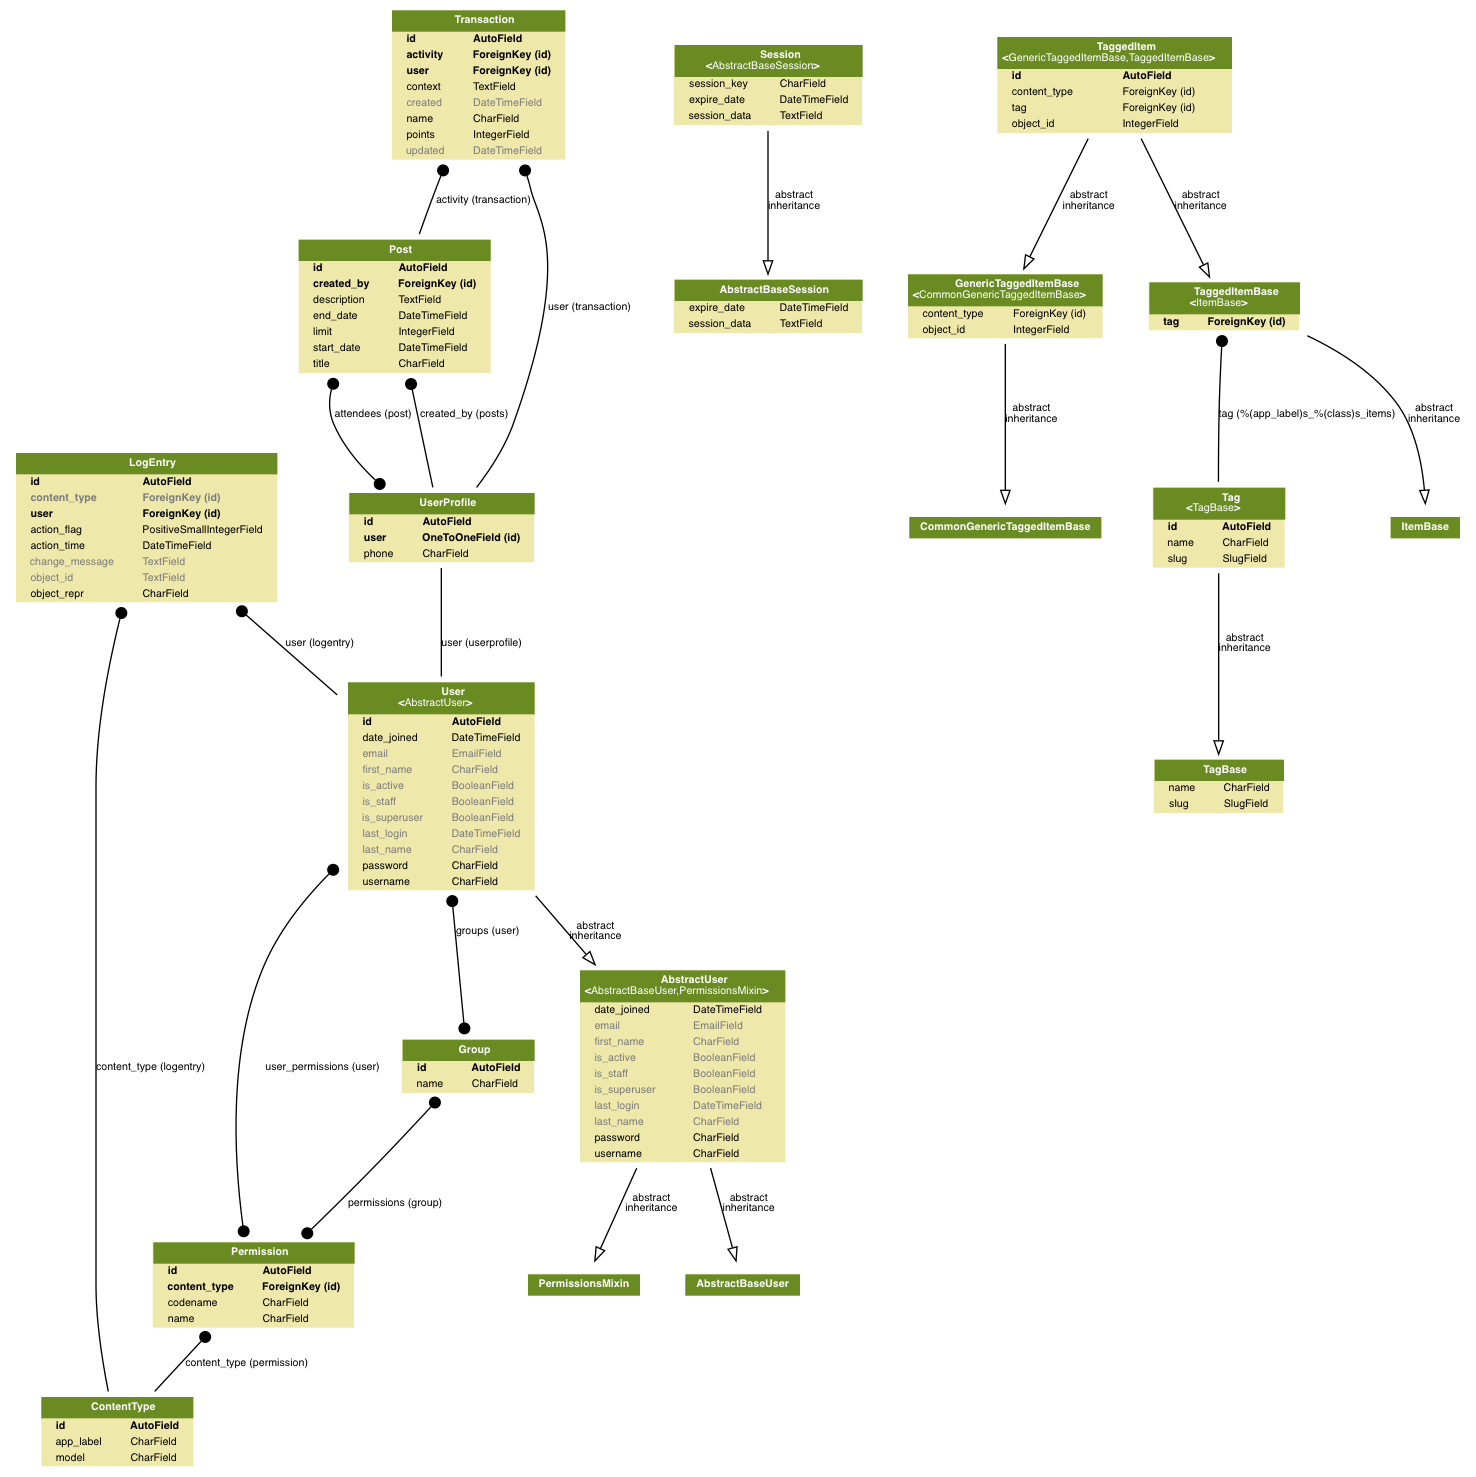 Transaction
id AutoField
activity ForeignKey (id)
user ForeignKey (id)
context TextField
created DateTimeField
name CharField
points IntegerField
updated DateTimeField
activity (transaction)
user (transaction)
Post
id AutoField
created_by ForeignKey (id)
description TextField
end_date DateTimeField
limit IntegerField
start_date DateTimeField
title CharField
attendees (post)
created_by (posts)
LogEntry
id AutoField
content_type ForeignKey (id)
user ForeignKey (id)
action_flag PositiveSmallIntegerField
action_time DateTimeField
change_message TextField
object_id TextField
object_repr CharField
UserProfile
id AutoField
user OneToOneField (id)
phone CharField
user (logentry)
user (userprofile)
User
<AbstractUser>
id AutoField
date_joined DateTimeField
email EmailField
first_name CharField
is_active BooleanField
is_staff BooleanField
is_superuser BooleanField
last_login DateTimeField
last_name CharField
password CharField
username CharField
groups (user)
abstract
inheritance
AbstractUser
<AbstractBaseUser,PermissionsMixin>
date_joined DateTimeField
email EmailField
first_name CharField
is_active BooleanField
is_staff BooleanField
is_superuser BooleanField
last_login DateTimeField
last_name CharField
password CharField
username CharField
Group
id AutoField
name CharField
content_type (logentry)
user_permissions (user)
permissions (group)
abstract
inheritance
abstract
inheritance
PermissionsMixin
AbstractBaseUser
Permission
id AutoField
content_type ForeignKey (id)
codename CharField
name CharField
content_type (permission)
ContentType
id AutoField
app_label CharField
model CharField
Session
<AbstractBaseSession>
session_key CharField
expire_date DateTimeField
session_data TextField
abstract
inheritance
AbstractBaseSession
expire_date DateTimeField
session_data TextField
TaggedItem
<GenericTaggedItemBase,TaggedItemBase>
id AutoField
content_type ForeignKey (id)
tag ForeignKey (id)
object_id IntegerField
abstract
inheritance
abstract
inheritance
GenericTaggedItemBase
<CommonGenericTaggedItemBase>
content_type ForeignKey (id)
object_id IntegerField
TaggedItemBase
<ItemBase>
tag ForeignKey (id)
abstract
inheritance
tag (%(app_label)s_%(class)s_items)
abstract
inheritance
CommonGenericTaggedItemBase
Tag
<TagBase>
id AutoField
name CharField
slug SlugField
ItemBase
abstract
inheritance
TagBase
name CharField
slug SlugField